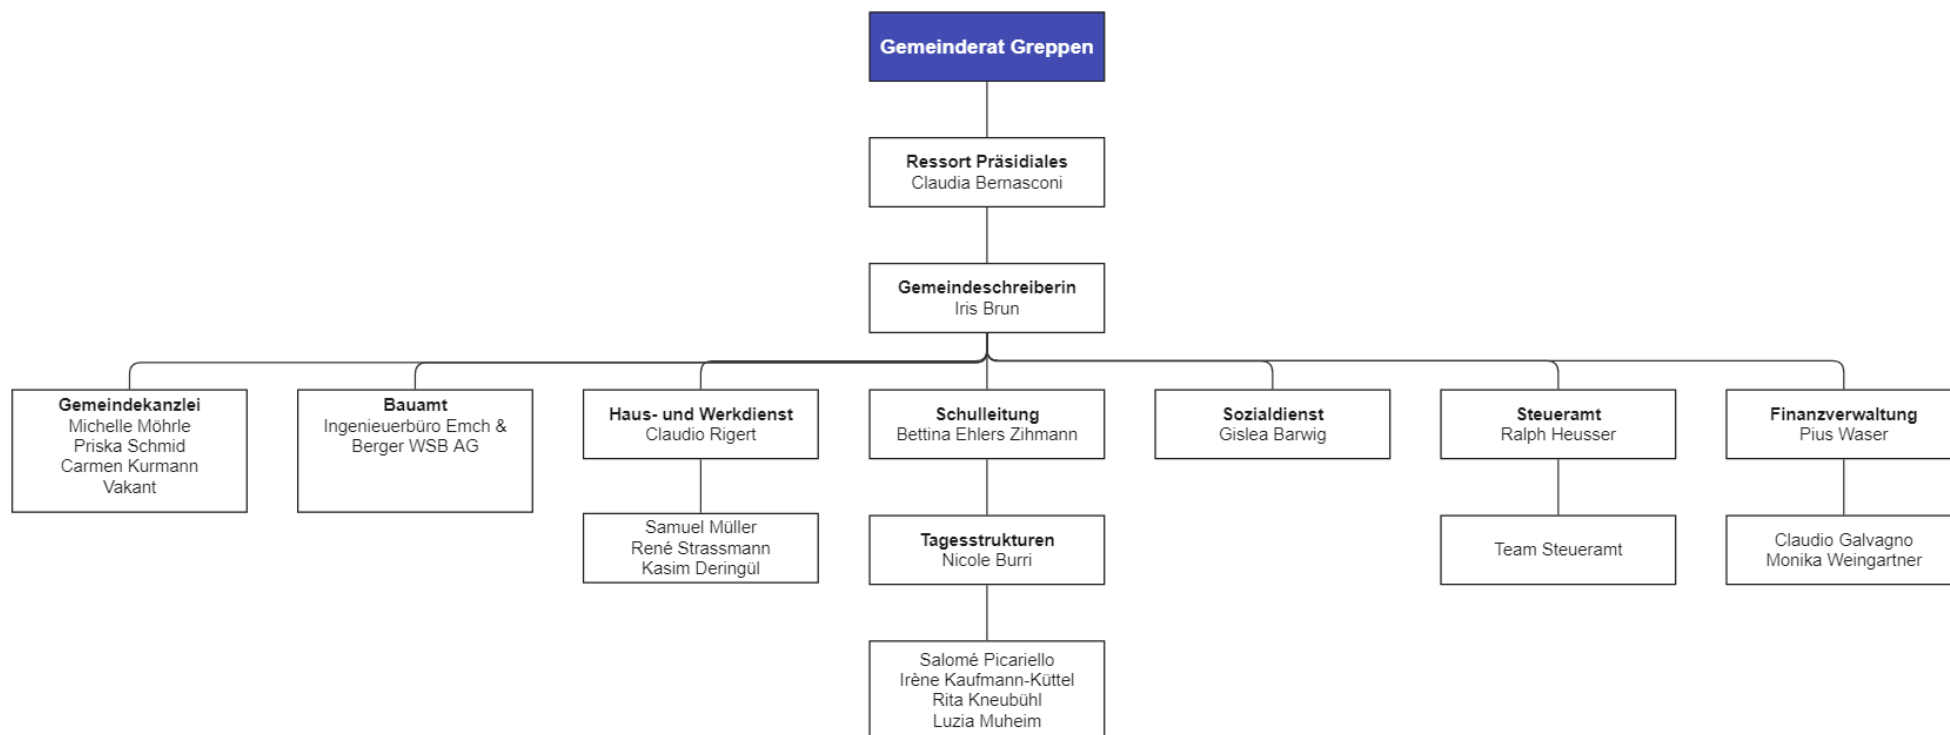 Gemeinderat Greppen
Ressort Präsidiales
Claudia Bernasconi
Gemeindeschreiberin
Iris Brun
Gemeindekanzlei
Michelle Möhrle
Priska Schmid
Carmen Kurmann
Vakant
Bauamt
Ingenieuerbüro Emch &
Berger WSB AG
Haus- und Werkdienst
Claudio Rigert
Samuel Müller
René Strassmann
Kasim Deringül
Schulleitung
Bettina Ehlers Zihmann
Tagesstrukturen
Nicole Burri
Salomé Picariello
Irène Kaufmann-Küttel
Rita Kneubühl
Luzia Muheim
Sozialdienst
Gislea Barwig
Steueramt
Ralph Heusser
Team Steueramt
Finanzverwaltung
Pius Waser
Claudio Galvagno
Monika Weingartner